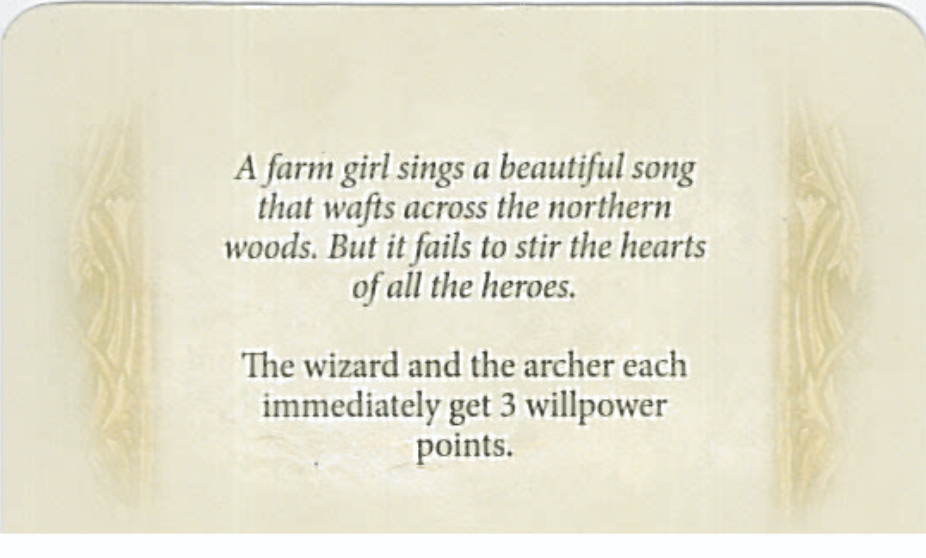 A farm girl sings a beautiful song
that wafts across the northern
woods. But it fails to stir the hearts
of all the heroes.
The wizard and the archer each
immediately get 3 willpower
points.